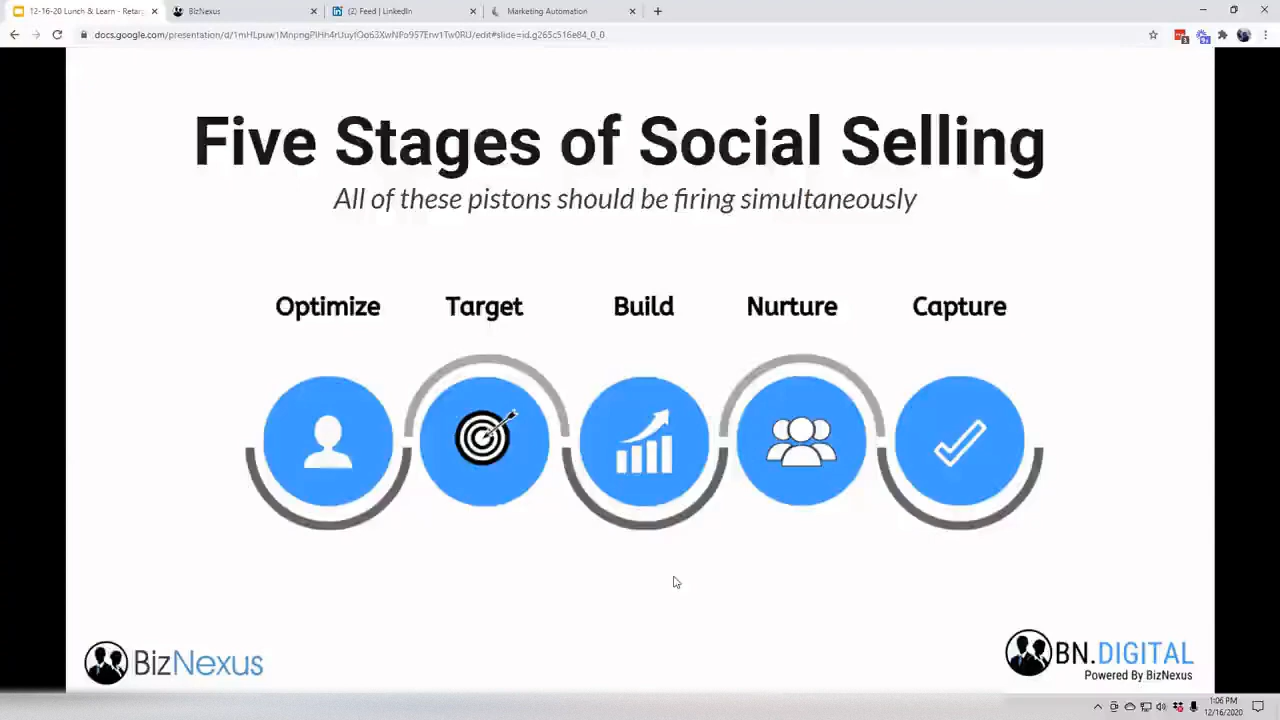 12-16-20 Lunch & Learn - Retarg
BizNexus
(2) Feed | LinkedIn
Marketing Automation
Five Stages of Social Selling
All of these pistons should be firing simultaneously
Optimize
Target
Build
Nurture
Capture
BizNexus
BN.DIGITAL
Powered By BizNexus
1:06 PM
12/16/2020